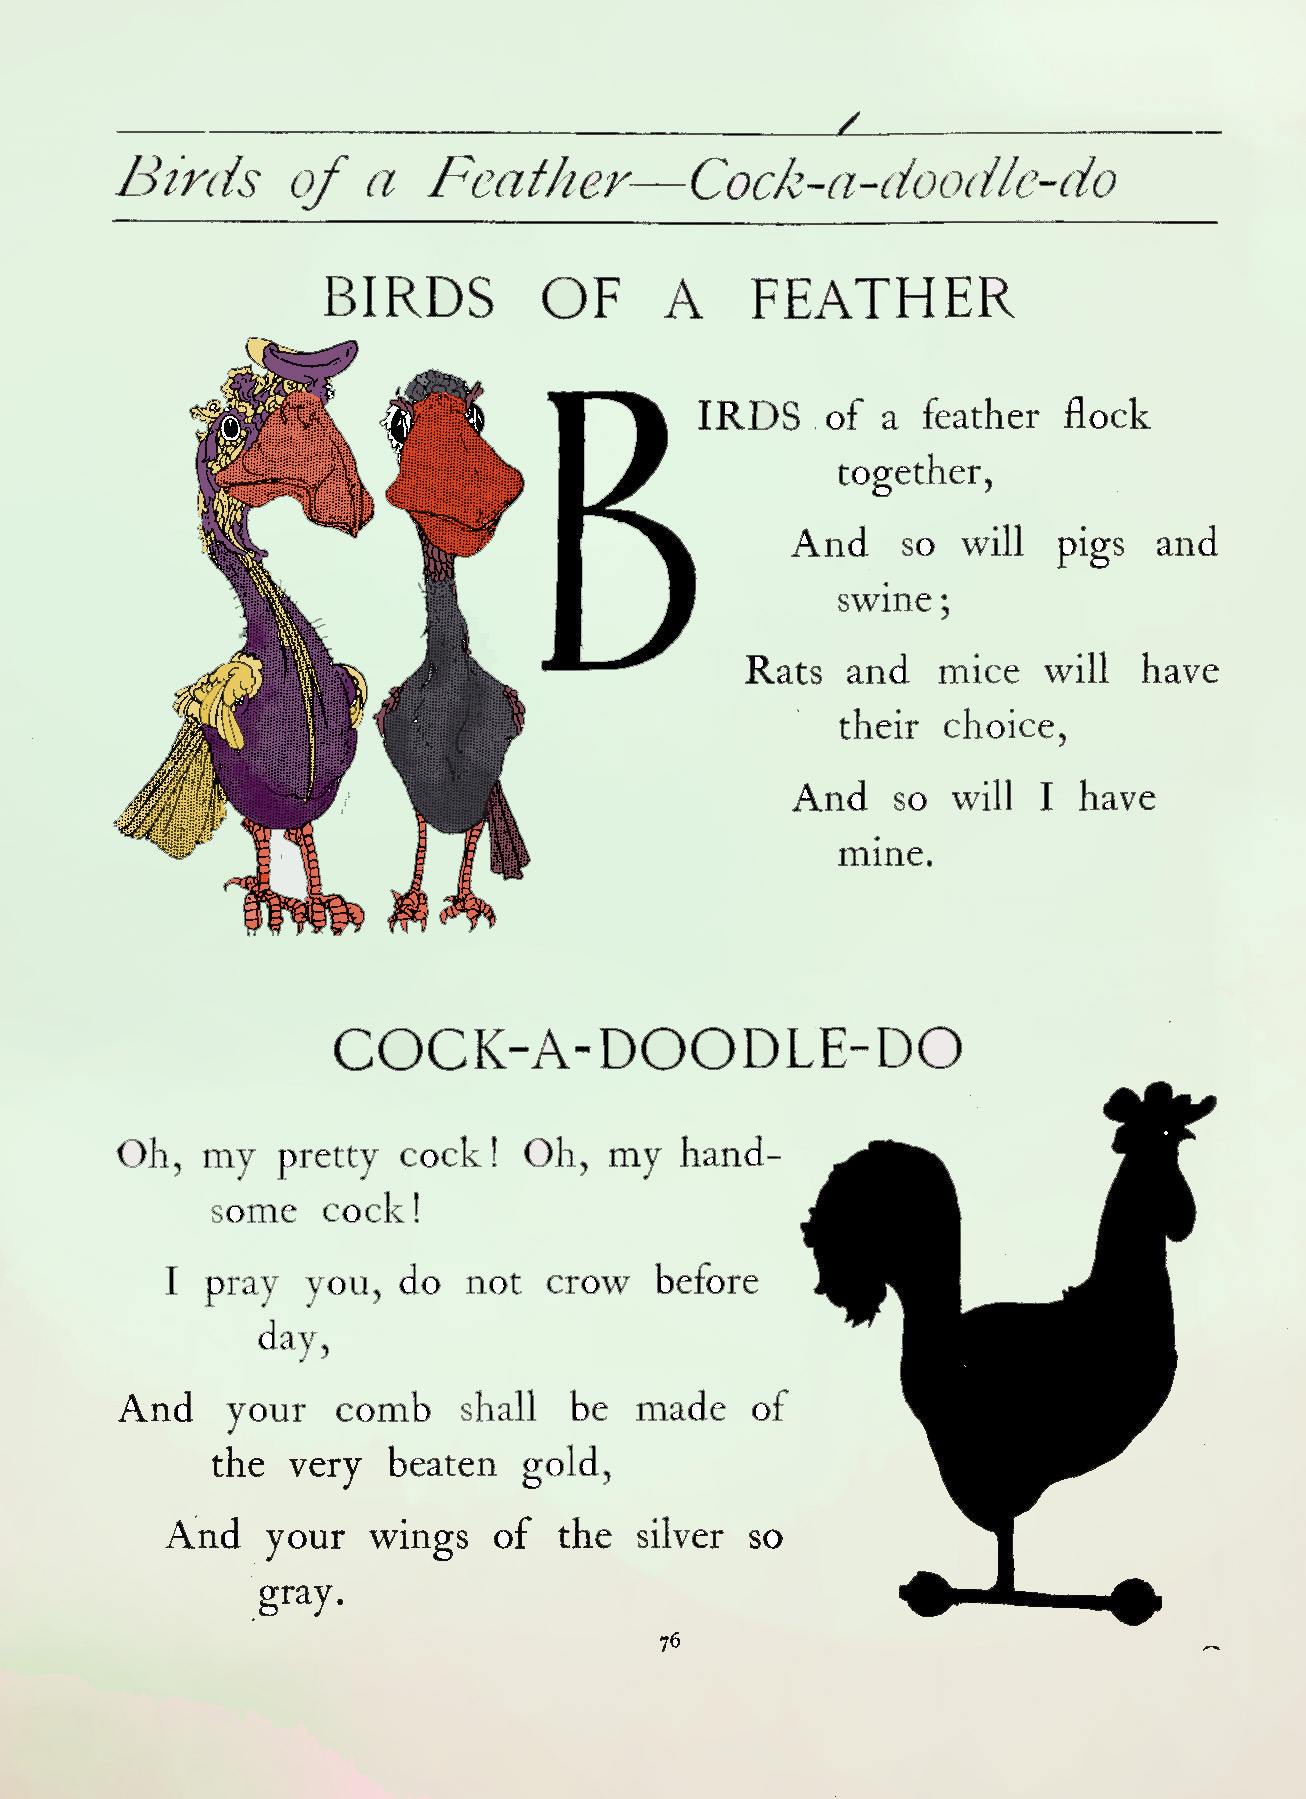 Birds of a Feather—Cock-a-doodle-do
BIRDS OF A FEATHER
BIRDS of a feather flock
together,
And so will pigs and
swine;
Rats and mice will have
their choice,
And so will I have
mine.
COCK-A-DOODLE-DO
Oh, my pretty cock! Oh, my hand-
some cock!
I pray you, do not crow before
day,
And your comb shall be made of
the very beaten gold,
And your wings of the silver so
gray.
76